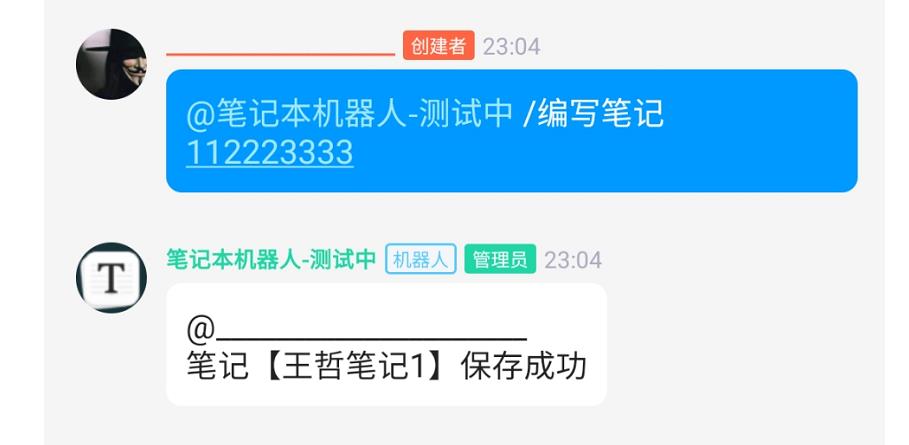 ____________________ 创建者 23:04
@笔记本机器人-测试中 /编写笔记
112223333
T
笔记本机器人-测试中 机器人 管理员 23:04
@____________________
笔记【王哲笔记1】保存成功